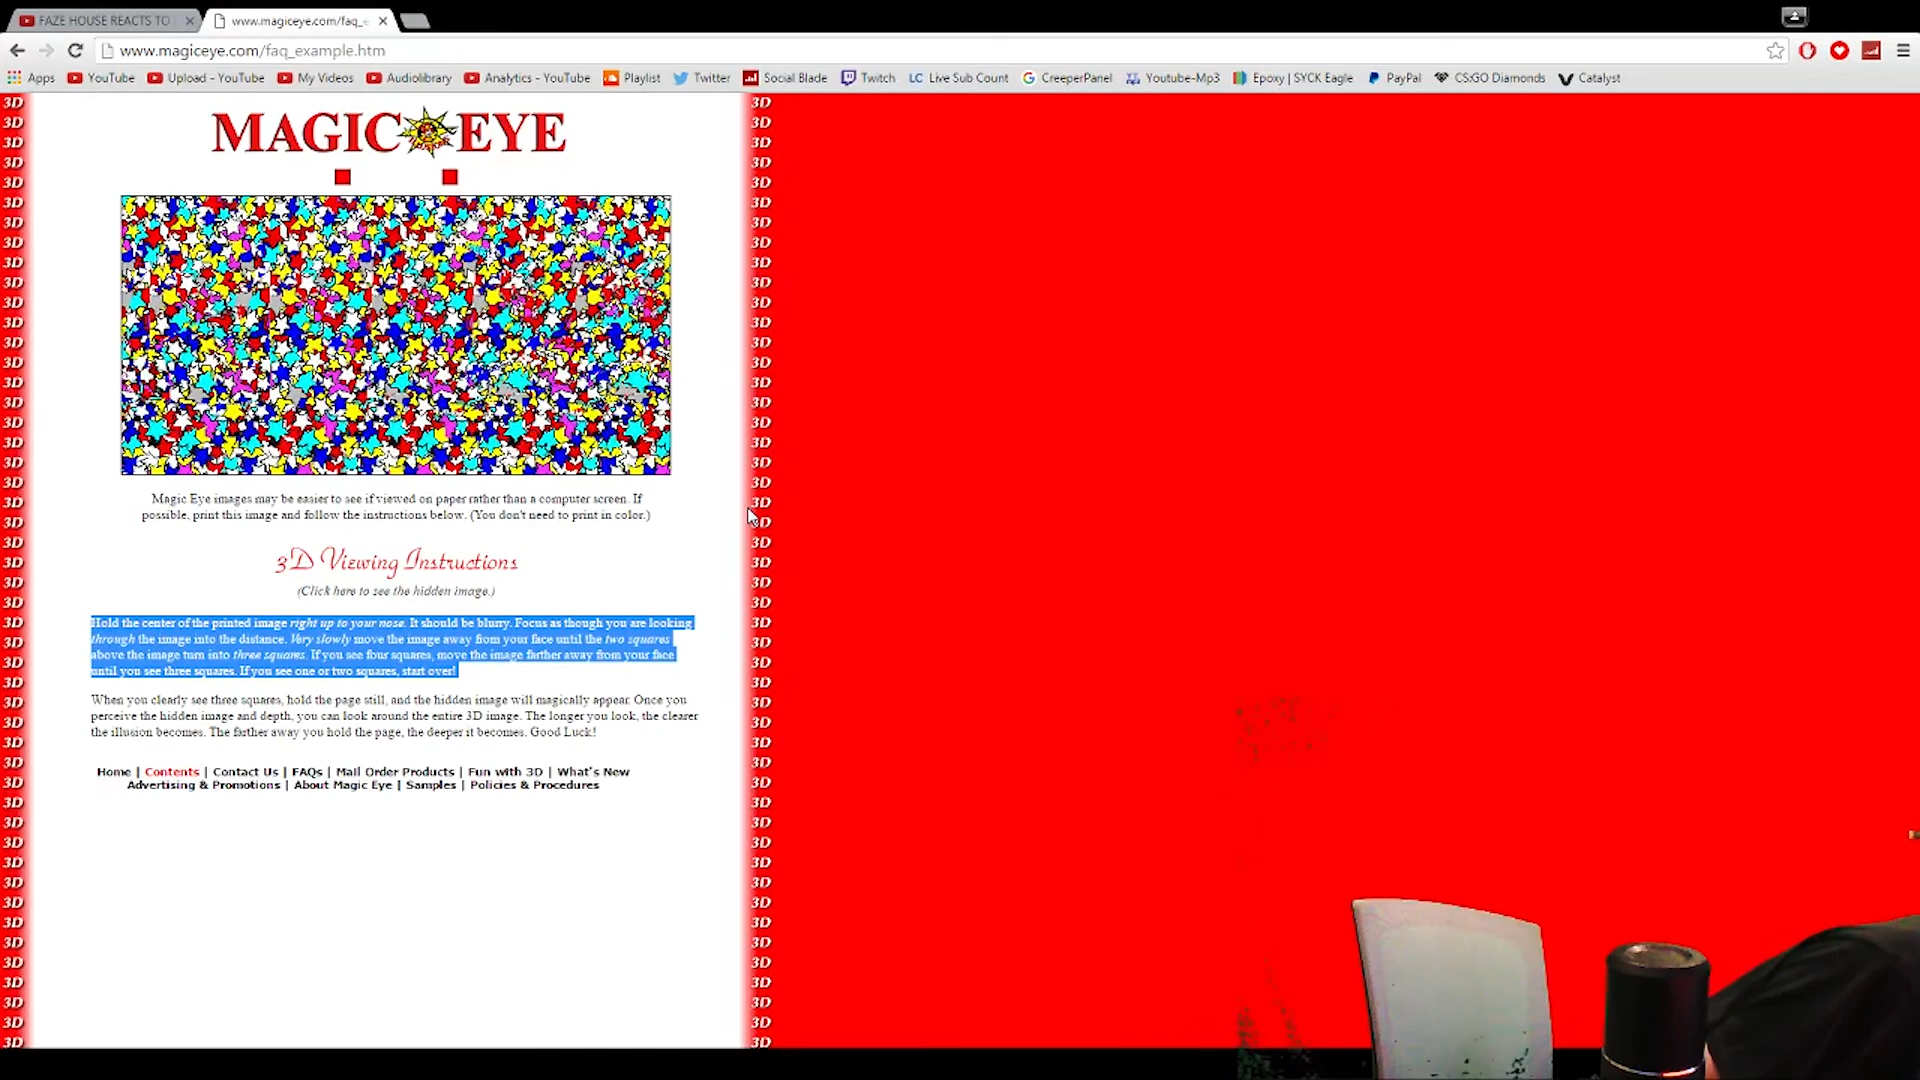 FAZE HOUSE REACTS TO
www.magiceye.com/faq_e
www.magiceye.com/faq_example.htm
Apps YouTube Upload - YouTube My Videos Audiolibrary Analytics - YouTube Playlist Twitter Social Blade Twitch LC Live Sub Count CreeperPanel Youtube-Mp3 Epoxy | SYCK Eagle PayPal CS:GO Diamonds Catalyst
MAGIC EYE
Magic Eye images may be easier to see if viewed on paper rather than a computer screen. If
possible, print this image and follow the instructions below. (You don't need to print in color.)
3D Viewing Instructions
(Click here to see the hidden image.)
Hold the center of the printed image right up to your nose. It should be blurry. Focus as though you are looking
through the image into the distance. Very slowly move the image away from your face until the two squares
above the image turn into three squares. If you see four squares, move the image farther away from your face
until you see three squares. If you see one or two squares, start over!
When you clearly see three squares, hold the page still, and the hidden image will magically appear. Once you
perceive the hidden image and depth, you can look around the entire 3D image. The longer you look, the clearer
the illusion becomes. The farther away you hold the page, the deeper it becomes. Good Luck!
Home | Contents | Contact Us | FAQs | Mail Order Products | Fun with 3D | What's New
Advertising & Promotions | About Magic Eye | Samples | Policies & Procedures